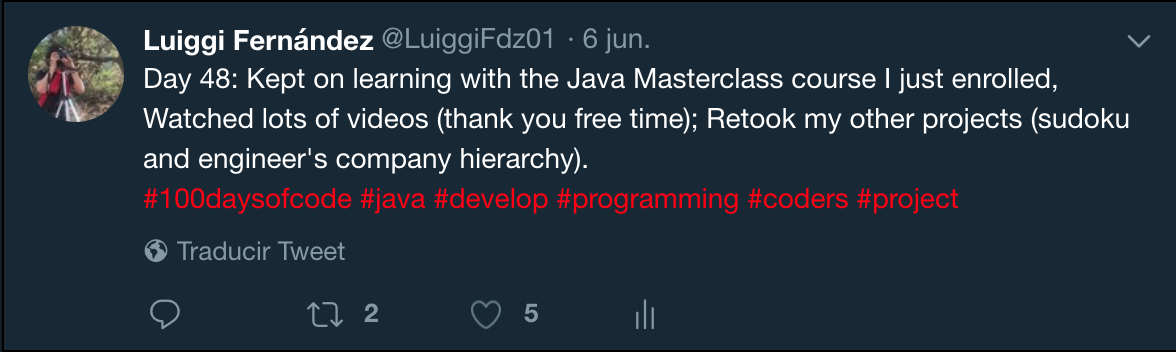 Luiggi Fernández @LuiggiFdz01 · 6 jun.
Day 48: Kept on learning with the Java Masterclass course I just enrolled,
Watched lots of videos (thank you free time); Retook my other projects (sudoku
and engineer's company hierarchy).
#100daysofcode #java #develop #programming #coders #project
Traducir Tweet
2 5